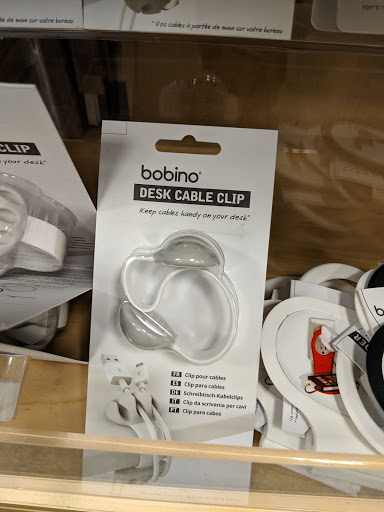 "Vos cables à portée de main sur votre bureau
CLIP
your desk"
bobino®
DESK CABLE CLIP
Keep cables handy on your desk"
FR Clip pour cables
ES Clip para cables
DE Schreibtisch-Kabelclips
IT Clip da scrivania per cavi
PT Clip para cabos
b